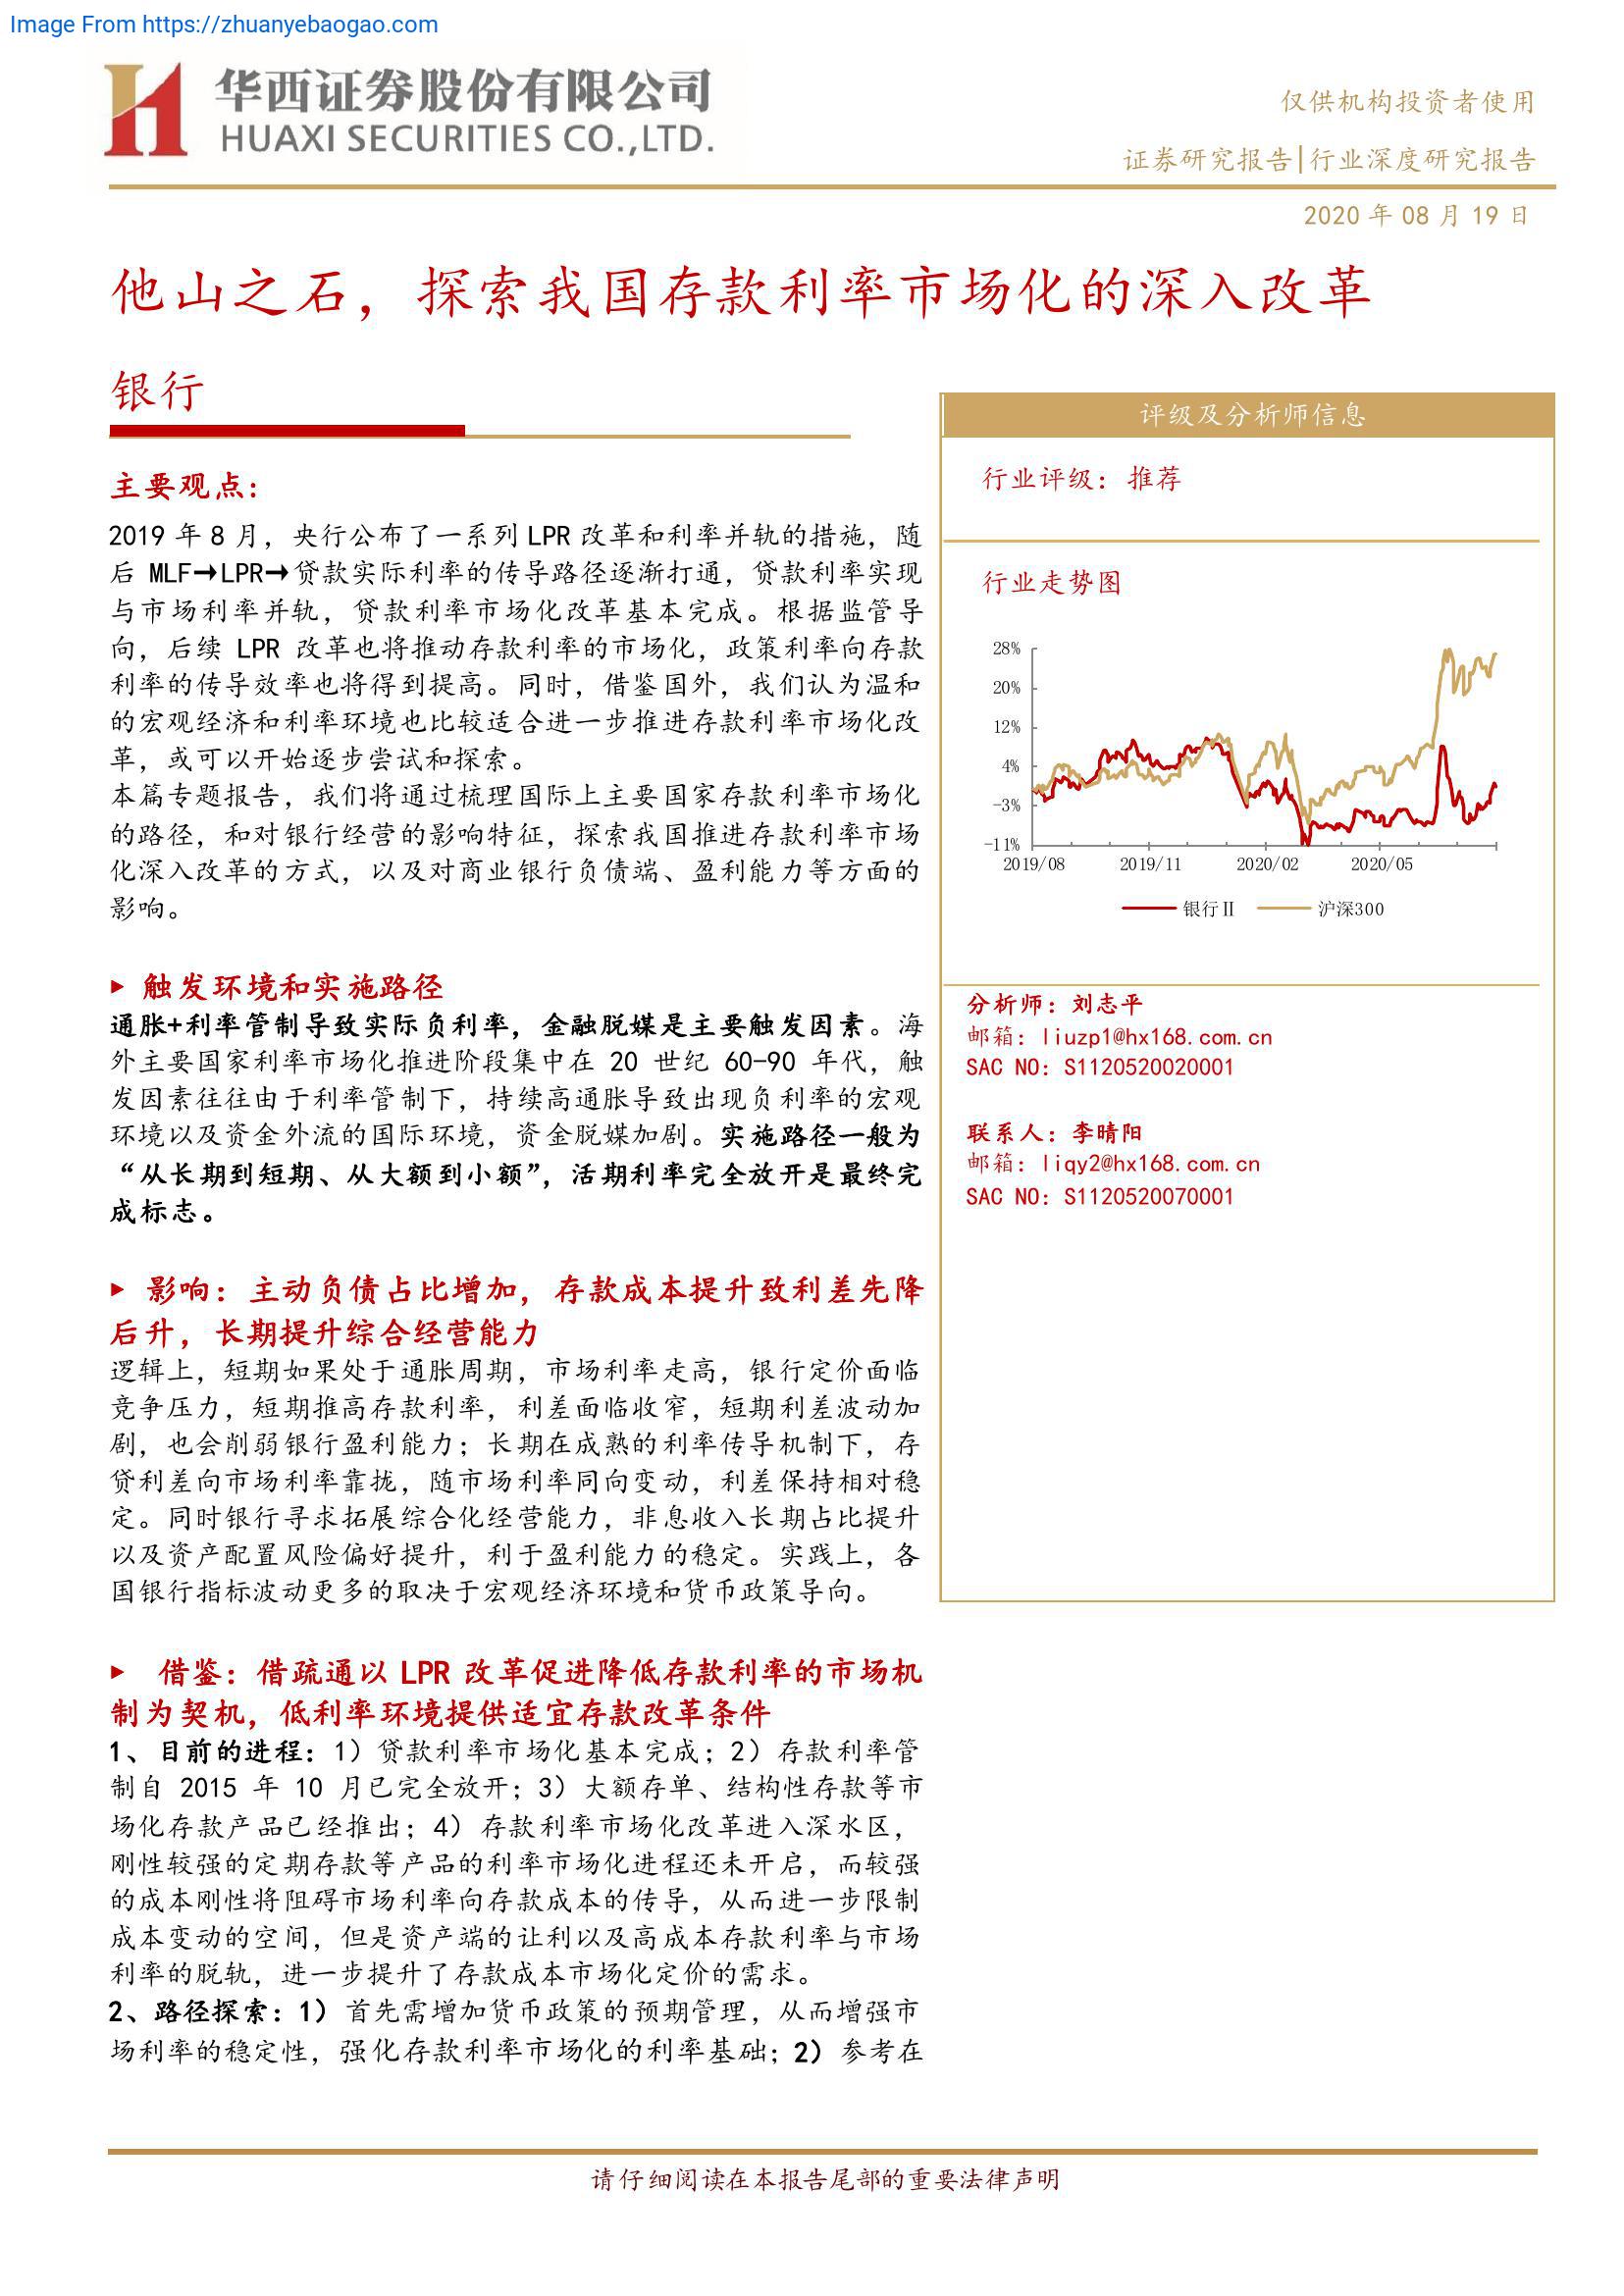 Image From https://zhuanyebaogao.com
华西证券股份有限公司
HUAXI SECURITIES CO.,LTD.
仅供机构投资者使用
证券研究报告|行业深度研究报告
2020 年 08 月 19 日
他山之石，探索我国存款利率市场化的深入改革
银行
主要观点：
2019 年 8 月，央行公布了一系列 LPR 改革和利率并轨的措施，随
后 MLF→LPR→贷款实际利率的传导路径逐渐打通，贷款利率实现
与市场利率并轨，贷款利率市场化改革基本完成。根据监管导
向，后续 LPR 改革也将推动存款利率的市场化，政策利率向存款
利率的传导效率也将得到提高。同时，借鉴国外，我们认为温和
的宏观经济和利率环境也比较适合进一步推进存款利率市场化改
革，或可以开始逐步尝试和探索。
本篇专题报告，我们将通过梳理国际上主要国家存款利率市场化
的路径，和对银行经营的影响特征，探索我国推进存款利率市场
化深入改革的方式，以及对商业银行负债端、盈利能力等方面的
影响。
▶ 触发环境和实施路径
通胀+利率管制导致实际负利率，金融脱媒是主要触发因素。海
外主要国家利率市场化推进阶段集中在 20 世纪 60-90 年代，触
发因素往往由于利率管制下，持续高通胀导致出现负利率的宏观
环境以及资金外流的国际环境，资金脱媒加剧。实施路径一般为
“从长期到短期、从大额到小额”，活期利率完全放开是最终完
成标志。
▶ 影响：主动负债占比增加，存款成本提升致利差先降
后升，长期提升综合经营能力
逻辑上，短期如果处于通胀周期，市场利率走高，银行定价面临
竞争压力，短期推高存款利率，利差面临收窄，短期利差波动加
剧，也会削弱银行盈利能力；长期在成熟的利率传导机制下，存
贷利差向市场利率靠拢，随市场利率同向变动，利差保持相对稳
定。同时银行寻求拓展综合化经营能力，非息收入长期占比提升
以及资产配置风险偏好提升，利于盈利能力的稳定。实践上，各
国银行指标波动更多的取决于宏观经济环境和货币政策导向。
▶ 借鉴：借疏通以 LPR 改革促进降低存款利率的市场机
制为契机，低利率环境提供适宜存款改革条件
1、目前的进程：1）贷款利率市场化基本完成；2）存款利率管
制自 2015 年 10 月已完全放开；3）大额存单、结构性存款等市
场化存款产品已经推出；4）存款利率市场化改革进入深水区，
刚性较强的定期存款等产品的利率市场化进程还未开启，而较强
的成本刚性将阻碍市场利率向存款成本的传导，从而进一步限制
成本变动的空间，但是资产端的让利以及高成本存款利率与市场
利率的脱轨，进一步提升了存款成本市场化定价的需求。
2、路径探索：1）首先需增加货币政策的预期管理，从而增强市
场利率的稳定性，强化存款利率市场化的利率基础；2）参考在
评级及分析师信息
行业评级：推荐
行业走势图
28%
20%
12%
4%
-3%
-11%
2019/08 2019/11 2020/02 2020/05
银行Ⅱ 沪深300
分析师：刘志平
邮箱：liuzp1@hx168.com.cn
SAC NO：S1120520020001
联系人：李晴阳
邮箱：liqy2@hx168.com.cn
SAC NO：S1120520070001
请仔细阅读在本报告尾部的重要法律声明